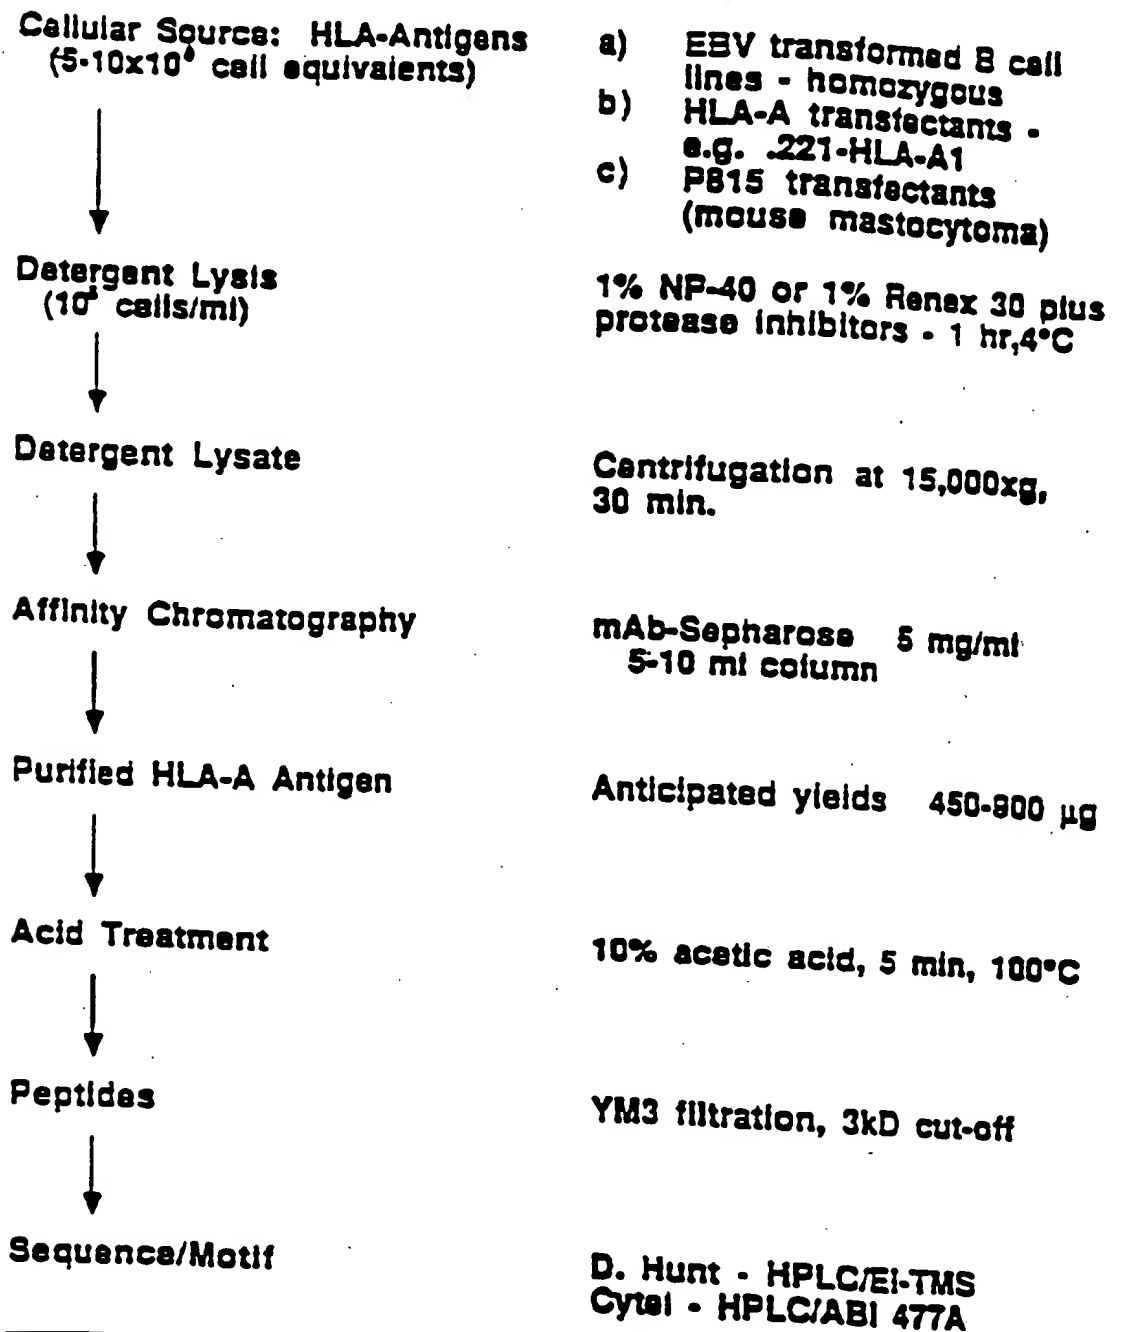 Cellular Source: HLA-Antigens
(5-10x10 cell equivalents)
a) EBV transformed B cell
lines - homozygous
b) HLA-A transfectants -
e.g. .221-HLA-A1
c) P815 transfectants
(mouse mastocytoma)
Detergent Lysis
(10 cells/ml)
1% NP-40 or 1% Renex 30 plus
protease inhibitors - 1 hr,4°C
Detergent Lysate
Centrifugation at 15,000xg,
30 min.
Affinity Chromatography
mAb-Sepharose 5 mg/ml
5-10 ml column
Purified HLA-A Antigen
Anticipated yields 450-900 µg
Acid Treatment
10% acetic acid, 5 min, 100°C
Peptides
YM3 filtration, 3kD cut-off
Sequence/Motif
D. Hunt - HPLC/EI-TMS
Cytel - HPLC/ABI 477A